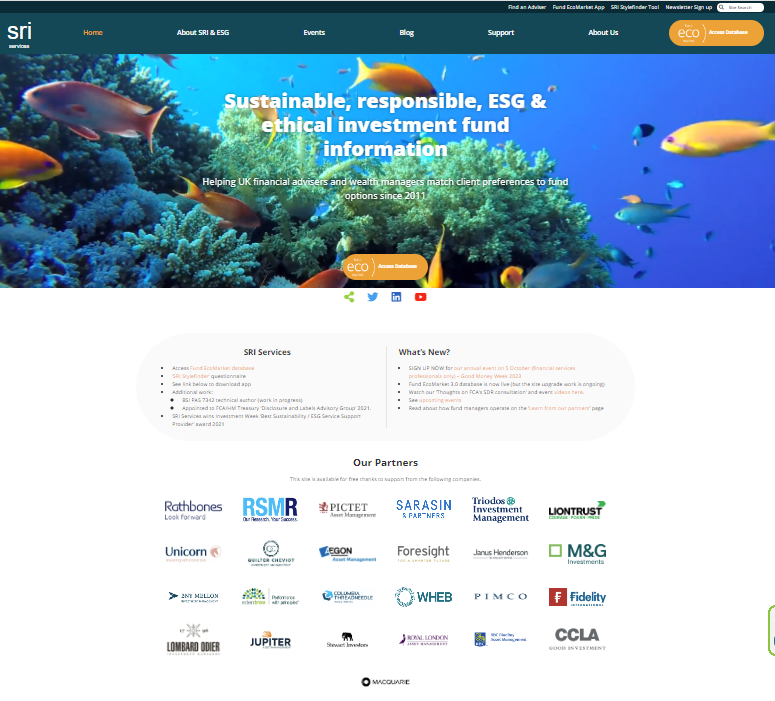 Find an Adviser Fund EcoMarket App SRI Stylefinder Tool Newsletter Sign up Site Search
sri
services
Home About SRI & ESG Events Blog Support About Us
eco Access Database
Sustainable, responsible, ESG &
ethical investment fund
information
Helping UK financial advisers and wealth managers match client preferences to fund
options since 2011
eco Access Database
SRI Services
Access Fund EcoMarket database
'SRI Stylefinder' questionnaire
See link below to download app
Additional work:
BSI PAS 7342 technical author (work in progress)
Appointed to FCA/HM Treasury 'Disclosure and Labels Advisory Group' 2021.
SRI Services wins Investment Week 'Best Sustainability / ESG Service Support
Provider' award 2021
What's New?
SIGN UP NOW for our annual event on 5 October (financial services
professionals only) – Good Money Week 2023
Fund EcoMarket 3.0 database is now live (but the site upgrade work is ongoing)
Watch our 'Thoughts on FCA's SDR consultation' and event videos here.
See upcoming events
Read about how fund managers operate on the 'Learn from our partners' page
Our Partners
This site is available for free thanks to support from the following companies.
Rathbones
Look forward
RSMR
Our Research. Your Success.
PICTET
Asset Management
SARASIN
& PARTNERS
Triodos
Investment
Management
LIONTRUST
COURAGE · POWER · PRIDE
Unicorn
QUILTER CHEVIOT
AEGON
Asset Management
Foresight
FOR A SMARTER FUTURE
Janus Henderson
M&G
Investments
BNY MELLON
INVESTMENT MANAGEMENT
Performance
with principles
COLUMBIA
THREADNEEDLE
WHEB
PIMCO
Fidelity
INTERNATIONAL
LOMBARD ODIER
JUPITER
Stewart Investors
ROYAL LONDON
ASSET MANAGEMENT
RBC BlueBay
Asset Management
CCLA
GOOD INVESTMENT
MACQUARIE